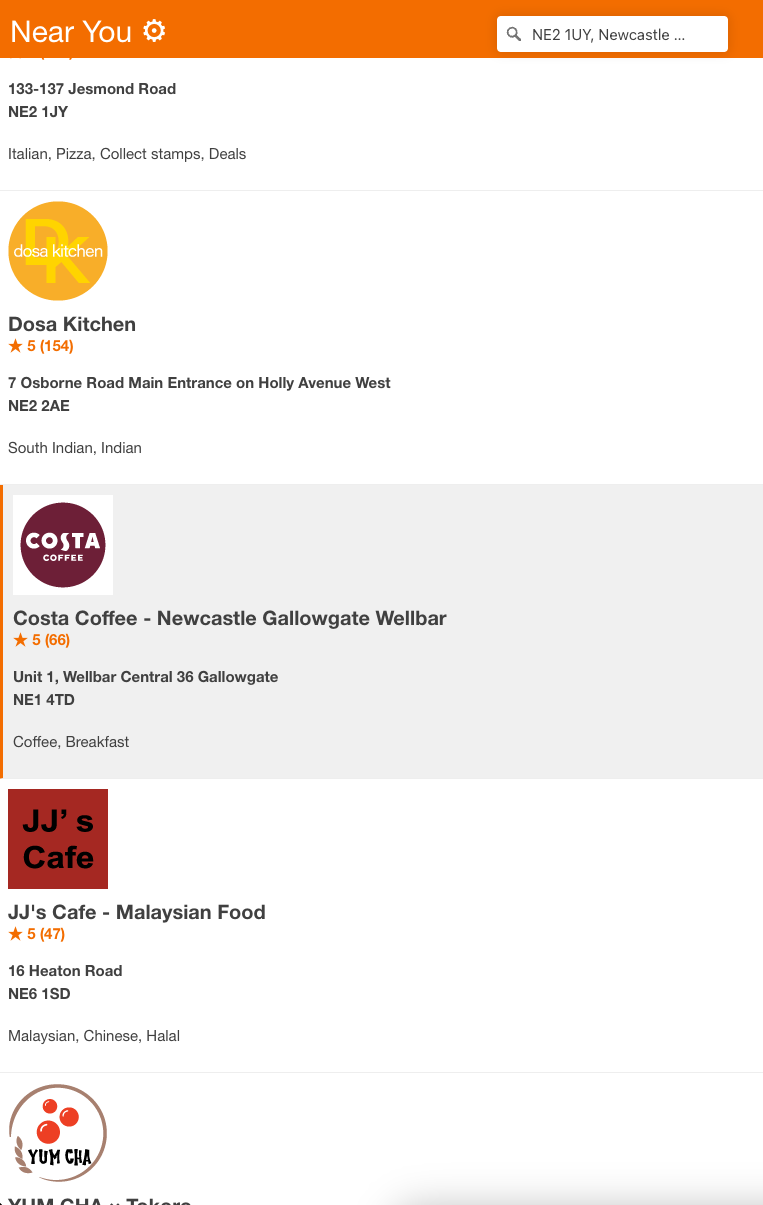 Near You
NE2 1UY, Newcastle ...
133-137 Jesmond Road
NE2 1JY
Italian, Pizza, Collect stamps, Deals
DK
dosa kitchen
Dosa Kitchen
★ 5 (154)
7 Osborne Road Main Entrance on Holly Avenue West
NE2 2AE
South Indian, Indian
COSTA
COFFEE
Costa Coffee - Newcastle Gallowgate Wellbar
★ 5 (66)
Unit 1, Wellbar Central 36 Gallowgate
NE1 4TD
Coffee, Breakfast
JJ’ s
Cafe
JJ's Cafe - Malaysian Food
★ 5 (47)
16 Heaton Road
NE6 1SD
Malaysian, Chinese, Halal
YUM CHA
YUM CHA